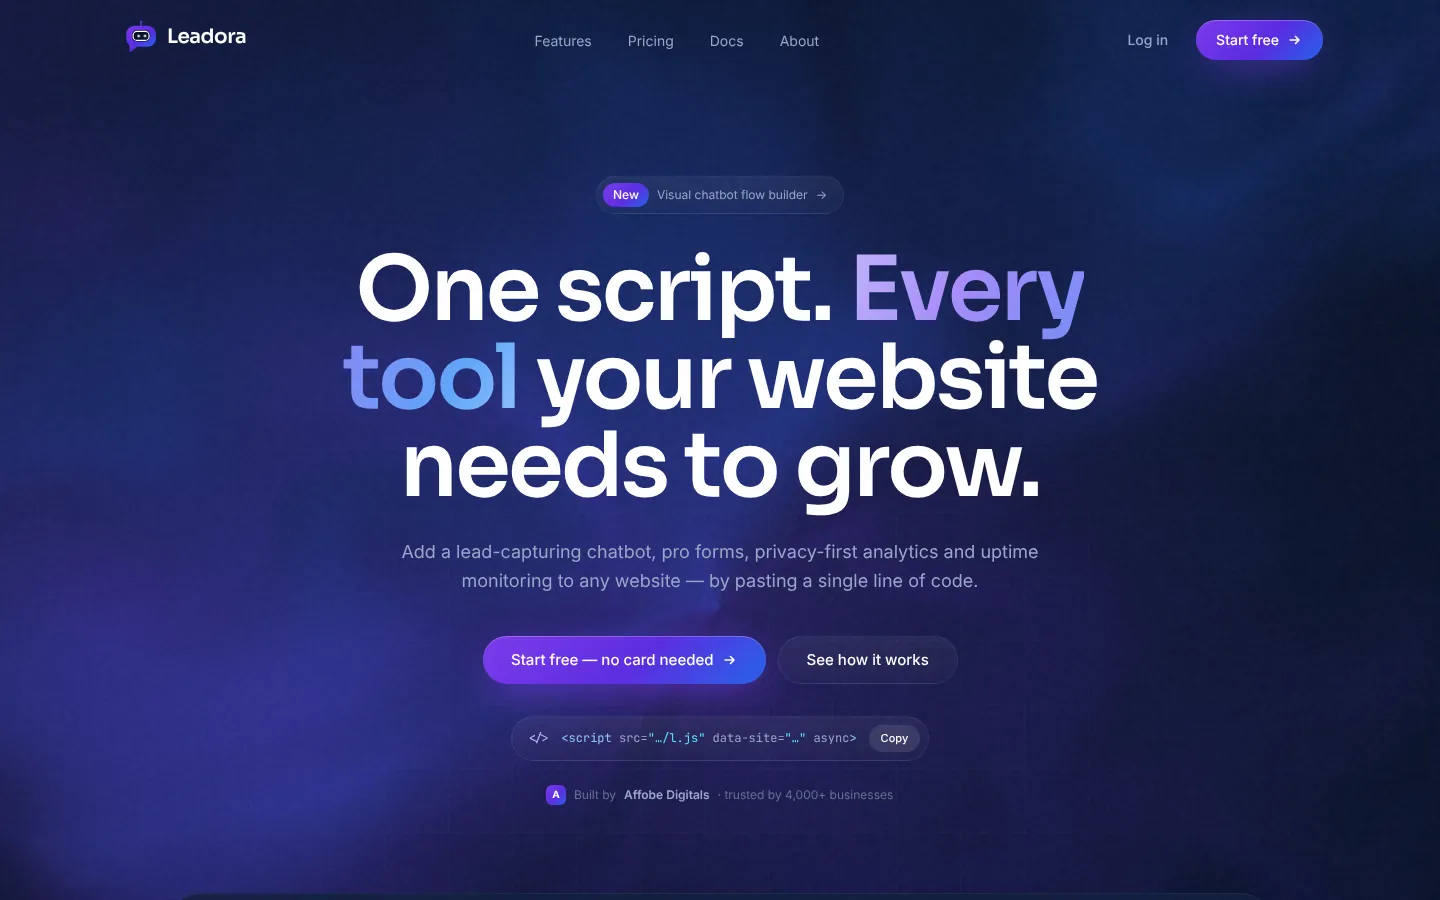 Leadora
Features
Pricing
Docs
About
Log in
Start free →
New Visual chatbot flow builder →
One script. Every
tool your website
needs to grow.
Add a lead-capturing chatbot, pro forms, privacy-first analytics and uptime
monitoring to any website — by pasting a single line of code.
Start free — no card needed →
See how it works
</> <script src="…/l.js" data-site="…" async> Copy
A Built by Affobe Digitals · trusted by 4,000+ businesses